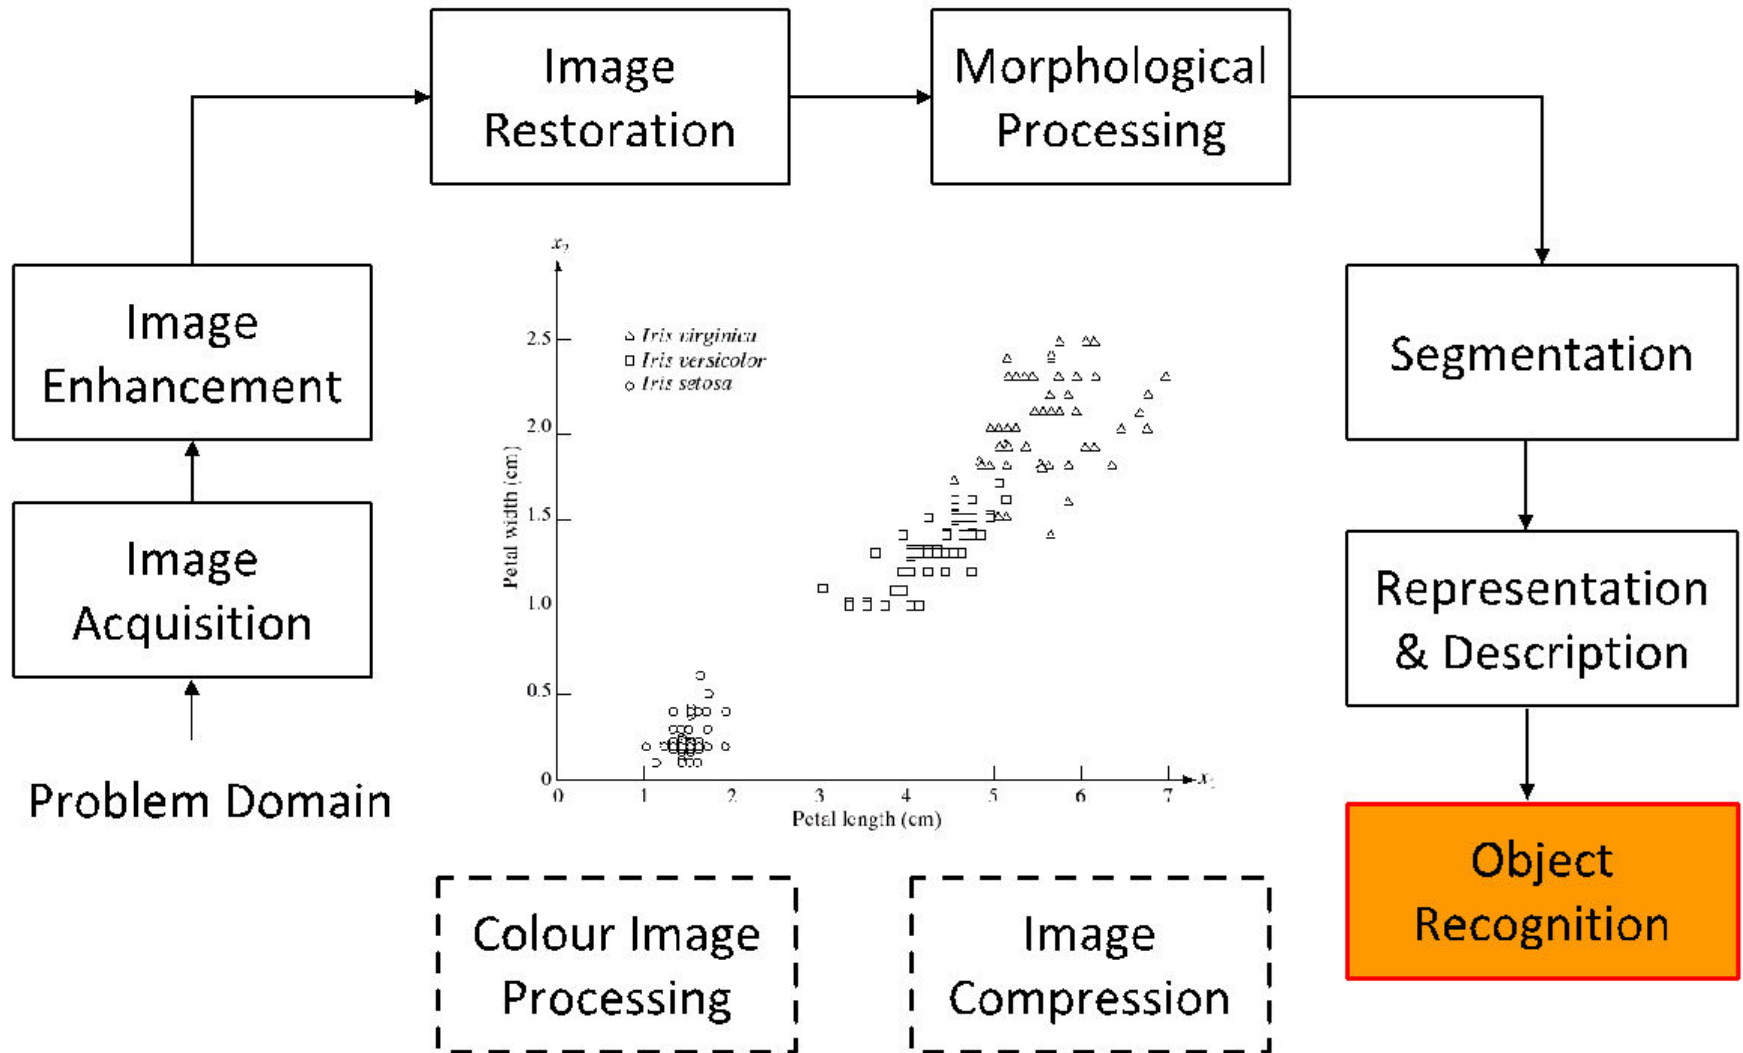 Image
Restoration
Morphological
Processing
Image
Enhancement
Segmentation
Image
Acquisition
Representation
& Description
Problem Domain
Object
Recognition
Colour Image
Processing
Image
Compression
x₂
2.5
2.0
1.5
1.0
0.5
0
Petal width (cm)
△ Iris virginica
□ Iris versicolor
○ Iris setosa
0 1 2 3 4 5 6 7
x₁
Petal length (cm)